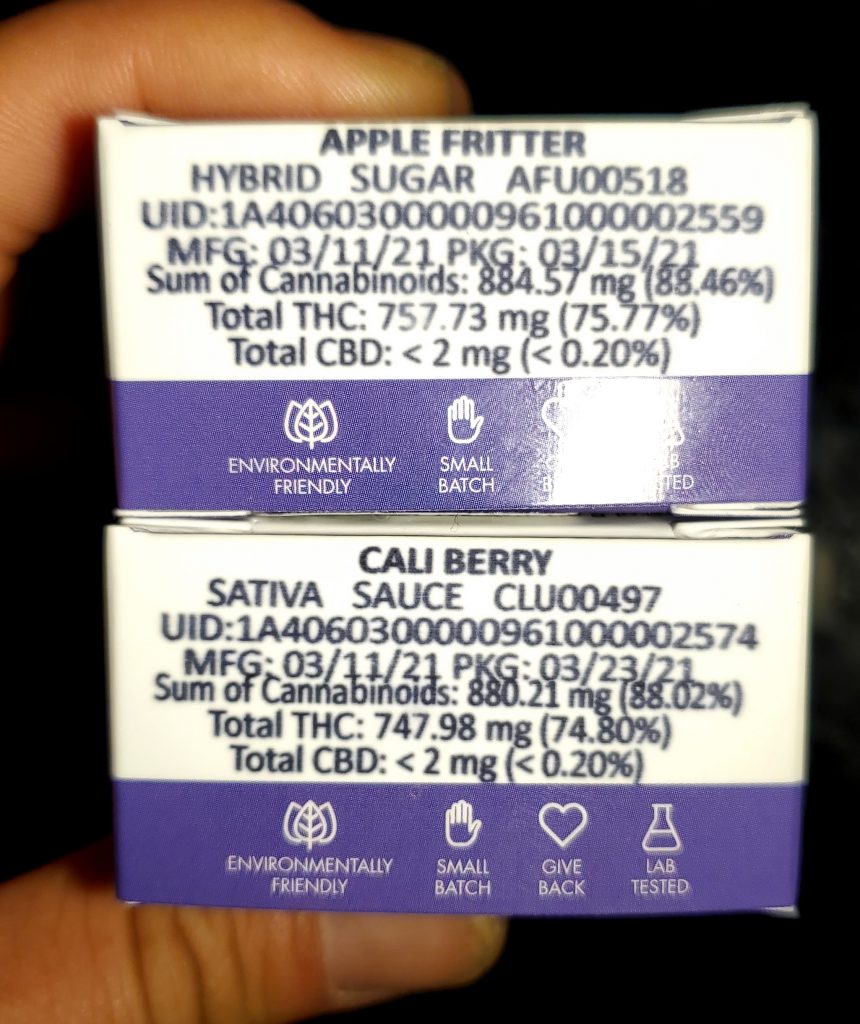 APPLE FRITTER
HYBRID SUGAR AFU00518
UID:1A4060300000961000002559
MFG: 03/11/21 PKG: 03/15/21
Sum of Cannabinoids: 884.57 mg (88.46%)
Total THC: 757.73 mg (75.77%)
Total CBD: < 2 mg (< 0.20%)
ENVIRONMENTALLY
FRIENDLY
SMALL
BATCH
CALI BERRY
SATIVA SAUCE CLU00497
UID:1A4060300000961000002574
MFG: 03/11/21 PKG: 03/23/21
Sum of Cannabinoids: 880.21 mg (88.02%)
Total THC: 747.98 mg (74.80%)
Total CBD: < 2 mg (< 0.20%)
ENVIRONMENTALLY
FRIENDLY
SMALL
BATCH
GIVE
BACK
LAB
TESTED